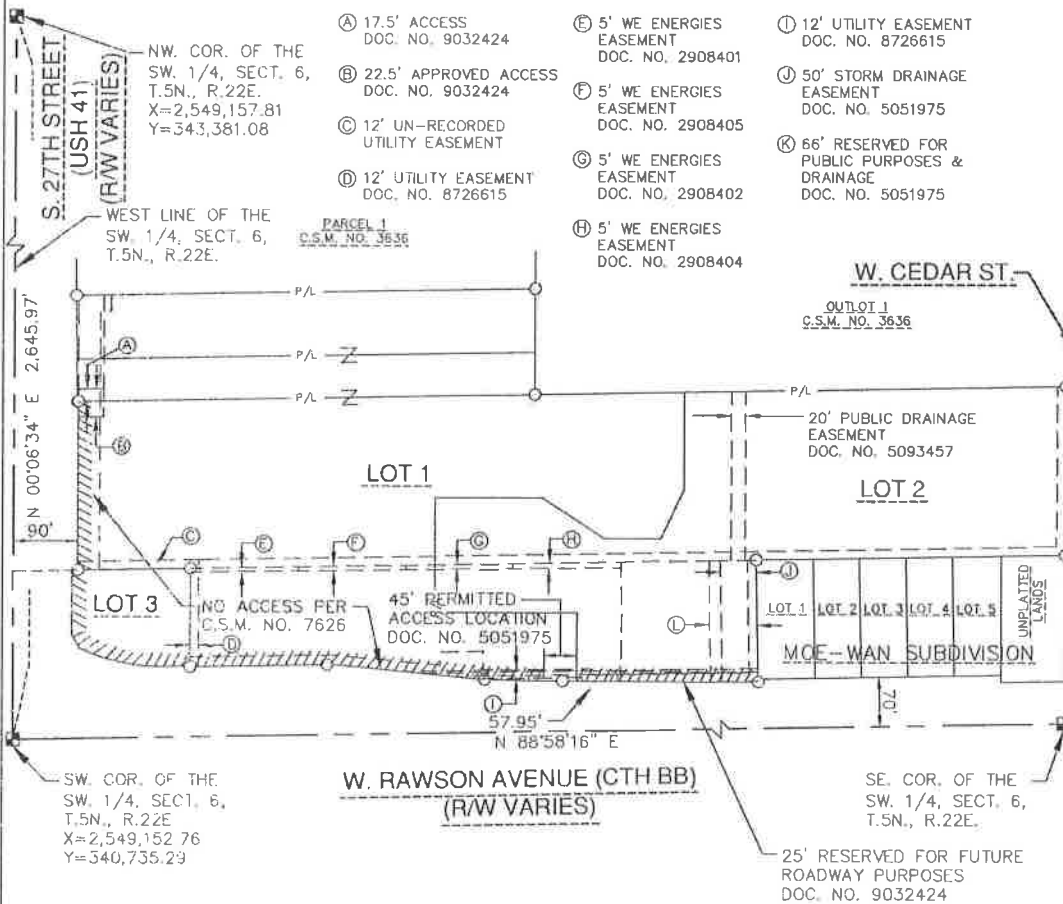 S. 27TH STREET
(USH 41)
(R/W VARIES)
NW. COR. OF THE
SW. 1/4, SECT. 6,
T.5N., R.22E.
X=2,549,157.81
Y=343,381.08
WEST LINE OF THE
SW. 1/4, SECT. 6,
T.5N., R.22E.
Ⓐ 17.5' ACCESS
DOC. NO. 9032424
Ⓑ 22.5' APPROVED ACCESS
DOC. NO. 9032424
Ⓒ 12' UN-RECORDED
UTILITY EASEMENT
Ⓓ 12' UTILITY EASEMENT
DOC. NO. 8726615
Ⓔ 5' WE ENERGIES
EASEMENT
DOC. NO. 2908401
Ⓕ 5' WE ENERGIES
EASEMENT
DOC. NO. 2908405
Ⓖ 5' WE ENERGIES
EASEMENT
DOC. NO. 2908402
Ⓗ 5' WE ENERGIES
EASEMENT
DOC. NO. 2908404
Ⓘ 12' UTILITY EASEMENT
DOC. NO. 8726615
Ⓙ 50' STORM DRAINAGE
EASEMENT
DOC. NO. 5051975
Ⓚ 66' RESERVED FOR
PUBLIC PURPOSES &
DRAINAGE
DOC. NO. 5051975
PARCEL 1
C.S.M. NO. 3636
W. CEDAR ST.
OUTLOT 1
C.S.M. NO. 3636
P/L
P/L
Z
Ⓐ
P/L
Z
P/L
N 00°06'34" E 2,645.97'
Ⓑ
20' PUBLIC DRAINAGE
EASEMENT
DOC. NO. 5093457
LOT 1
LOT 2
90'
Ⓒ
Ⓔ
Ⓕ
Ⓖ
Ⓗ
Ⓙ
LOT 3
NO ACCESS PER
C.S.M. NO. 7626
45' PERMITTED
ACCESS LOCATION
DOC. NO. 5051975
LOT 1
LOT 2
LOT 3
LOT 4
LOT 5
UNPLATTED
LANDS
MOE-WAN SUBDIVISION
Ⓓ
Ⓘ
57.95'
N 88°58'16" E
70'
W. RAWSON AVENUE (CTH BB)
(R/W VARIES)
SW. COR. OF THE
SW. 1/4, SECT. 6,
T.5N., R.22E
X=2,549,152.76
Y=340,735.29
SE. COR. OF THE
SW. 1/4, SECT. 6,
T.5N., R.22E.
25' RESERVED FOR FUTURE
ROADWAY PURPOSES
DOC. NO. 9032424